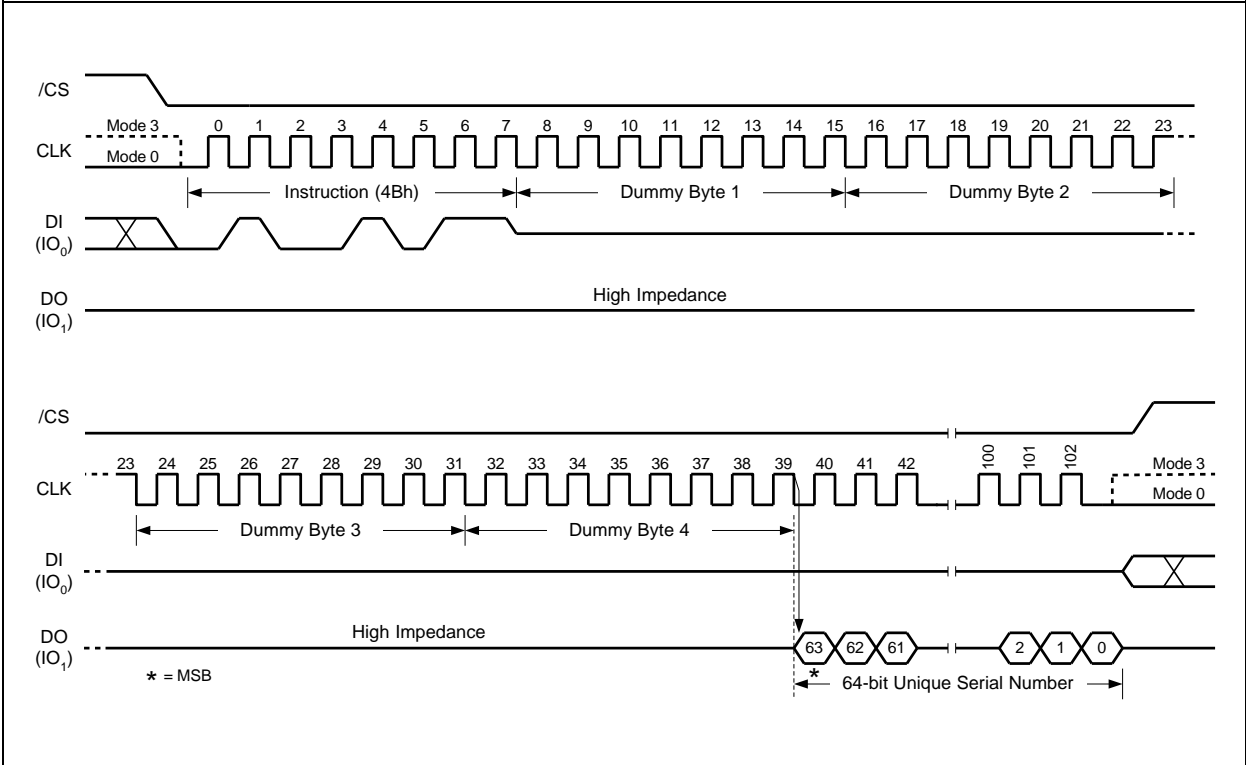 /CS
Mode 3 0 1 2 3 4 5 6 7 8 9 10 11 12 13 14 15 16 17 18 19 20 21 22 23
CLK
Mode 0
Instruction (4Bh) Dummy Byte 1 Dummy Byte 2
DI
(IO0)
High Impedance
DO
(IO1)
/CS
23 24 25 26 27 28 29 30 31 32 33 34 35 36 37 38 39 40 41 42 100 101 102 Mode 3
CLK
Mode 0
Dummy Byte 3 Dummy Byte 4
DI
(IO0)
High Impedance
DO
(IO1)
63 62 61 2 1 0
* = MSB
* 64-bit Unique Serial Number